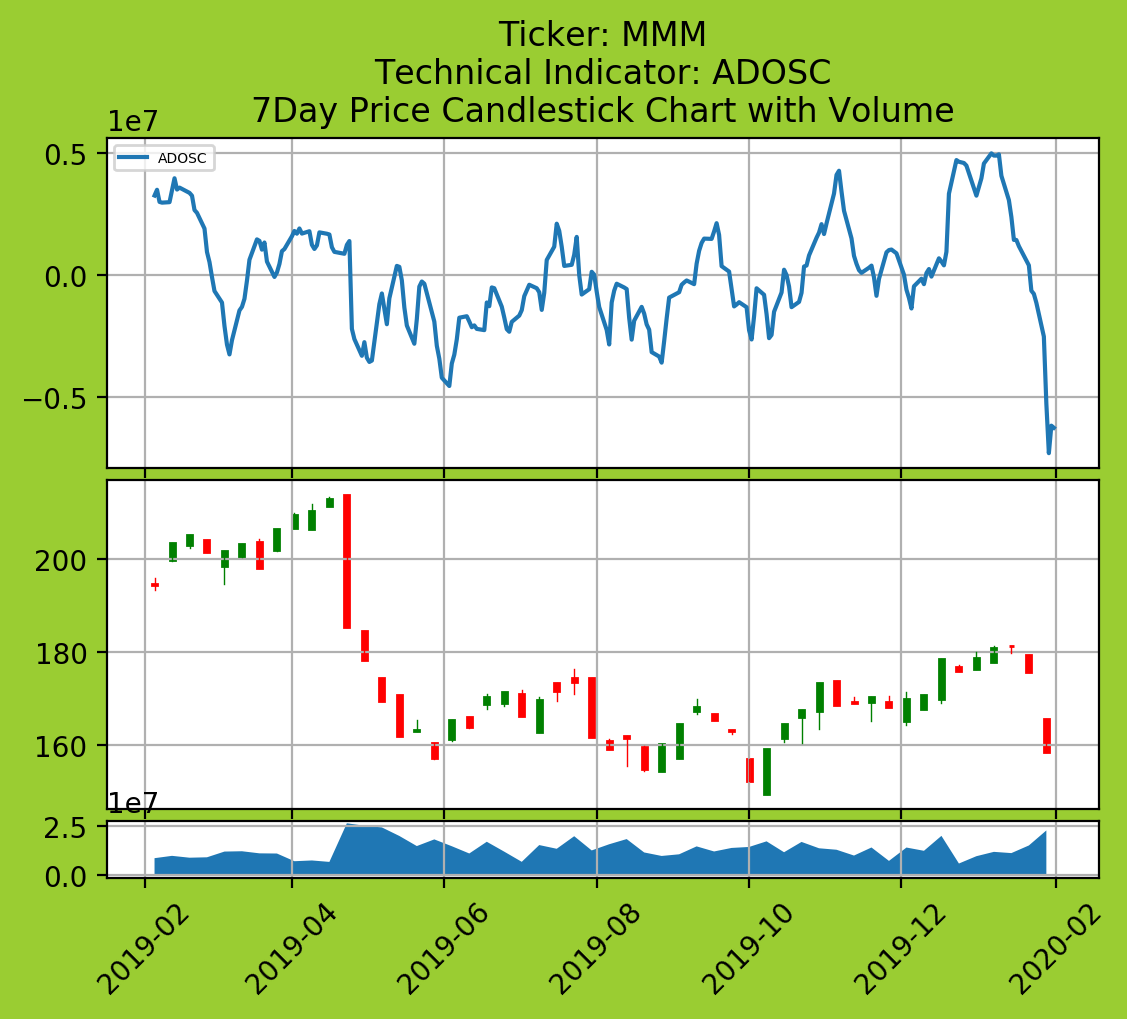 Ticker: MMM
Technical Indicator: ADOSC
7Day Price Candlestick Chart with Volume
1e7
ADOSC
0.5
0.0
−0.5
200
180
160
1e7
2.5
0.0
2019-02
2019-04
2019-06
2019-08
2019-10
2019-12
2020-02